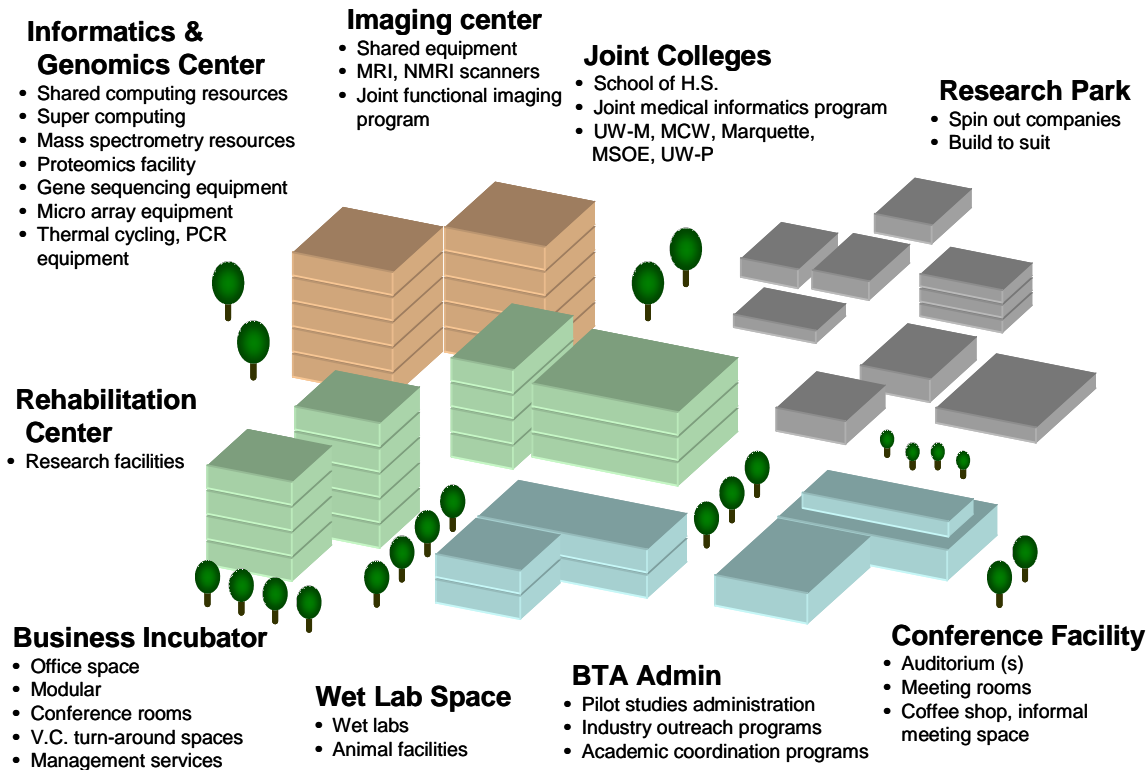 Informatics &
Genomics Center
• Shared computing resources
• Super computing
• Mass spectrometry resources
• Proteomics facility
• Gene sequencing equipment
• Micro array equipment
• Thermal cycling, PCR
equipment
Imaging center
• Shared equipment
• MRI, NMRI scanners
• Joint functional imaging
program
Joint Colleges
• School of H.S.
• Joint medical informatics program
• UW-M, MCW, Marquette,
MSOE, UW-P
Research Park
• Spin out companies
• Build to suit
Rehabilitation
Center
• Research facilities
Business Incubator
• Office space
• Modular
• Conference rooms
• V.C. turn-around spaces
• Management services
Wet Lab Space
• Wet labs
• Animal facilities
BTA Admin
• Pilot studies administration
• Industry outreach programs
• Academic coordination programs
Conference Facility
• Auditorium (s)
• Meeting rooms
• Coffee shop, informal
meeting space